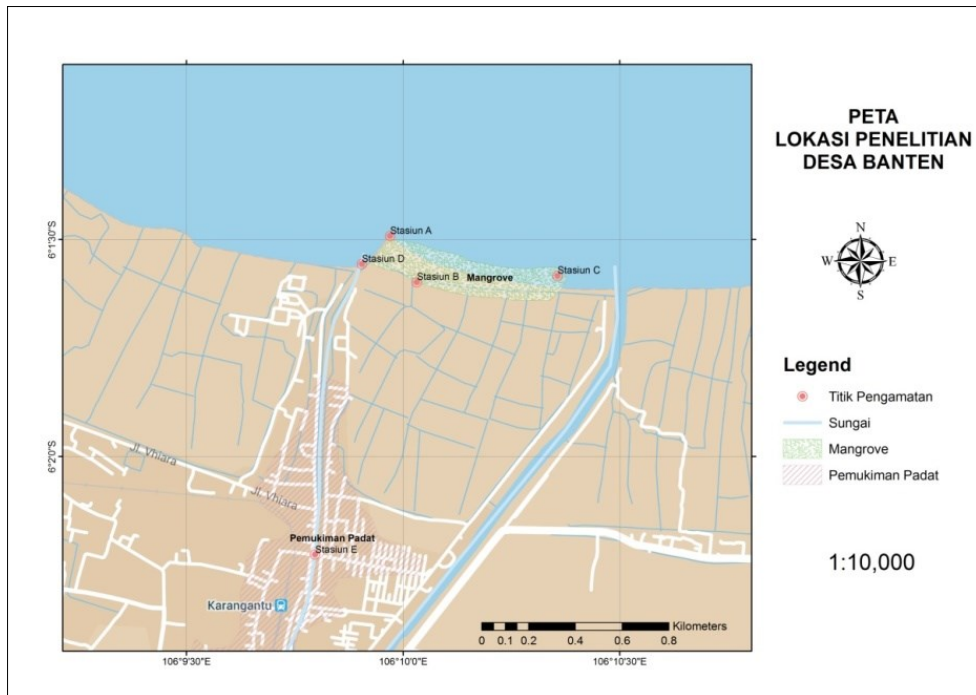 PETA
LOKASI PENELITIAN
DESA BANTEN
N
W E
S
Legend
Titik Pengamatan
Sungai
Mangrove
Pemukiman Padat
1:10,000
Stasiun A
Stasiun D
Stasiun B
Mangrove
Stasiun C
Jl. Vhiara
Jl. Vhiara
Pemukiman Padat
Stasiun E
Karangantu
Kilometers
0 0.1 0.2 0.4 0.6 0.8
6°1'30"S
6°2'0"S
106°9'30"E
106°10'0"E
106°10'30"E